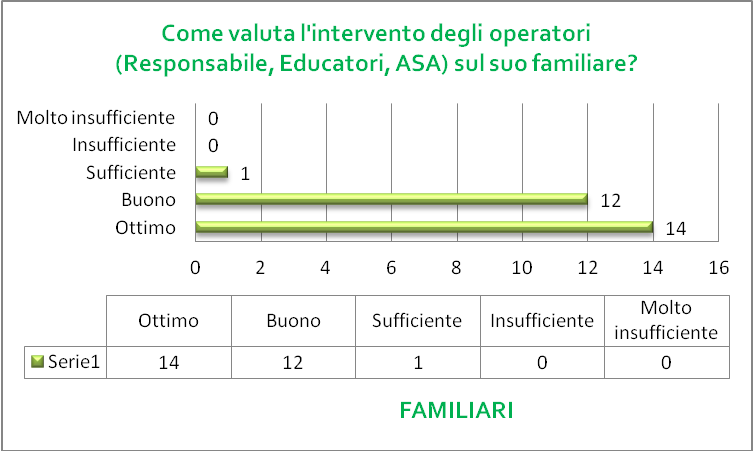 Come valuta l'intervento degli operatori
(Responsabile, Educatori, ASA) sul suo familiare?
Molto insufficiente 0
Insufficiente 0
Sufficiente 1
Buono 12
Ottimo 14
0 2 4 6 8 10 12 14 16
Ottimo Buono Sufficiente Insufficiente Molto insufficiente
Serie1 14 12 1 0 0
FAMILIARI